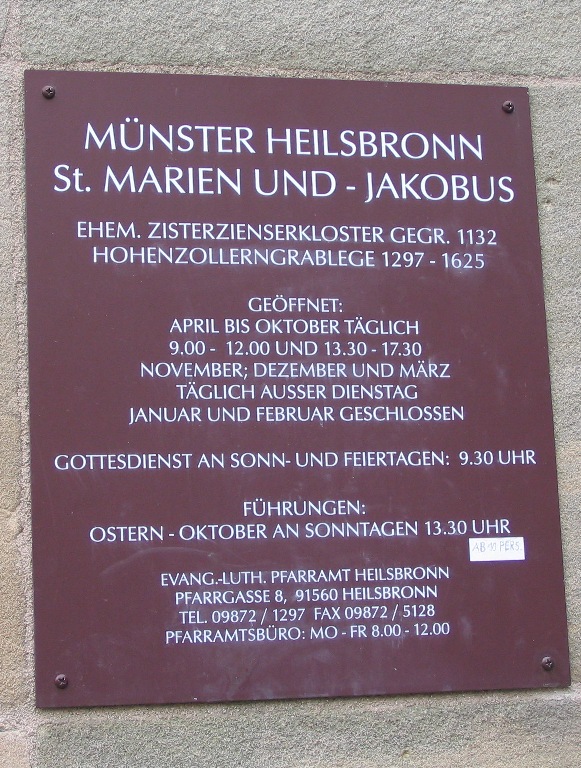 MÜNSTER HEILSBRONN
St. MARIEN UND - JAKOBUS
EHEM. ZISTERZIENSERKLOSTER GEGR. 1132
HOHENZOLLERNGRABLEGE 1297 - 1625
GEÖFFNET:
APRIL BIS OKTOBER TÄGLICH
9.00 - 12.00 UND 13.30 - 17.30
NOVEMBER; DEZEMBER UND MÄRZ
TÄGLICH AUSSER DIENSTAG
JANUAR UND FEBRUAR GESCHLOSSEN
GOTTESDIENST AN SONN- UND FEIERTAGEN: 9.30 UHR
FÜHRUNGEN:
OSTERN - OKTOBER AN SONNTAGEN 13.30 UHR
AB 10 PERS.
EVANG.-LUTH. PFARRAMT HEILSBRONN
PFARRGASSE 8, 91560 HEILSBRONN
TEL. 09872 / 1297 FAX 09872 / 5128
PFARRAMTSBÜRO: MO - FR 8.00 - 12.00